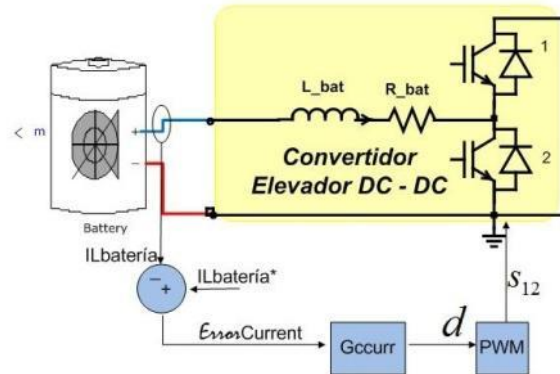 1
L_bat
R_bat
< m
+
−
Convertidor
Elevador DC - DC
2
Battery
ILbatería
ILbatería*
−
+
s12
ErrorCurrent
Gccurr
d
PWM